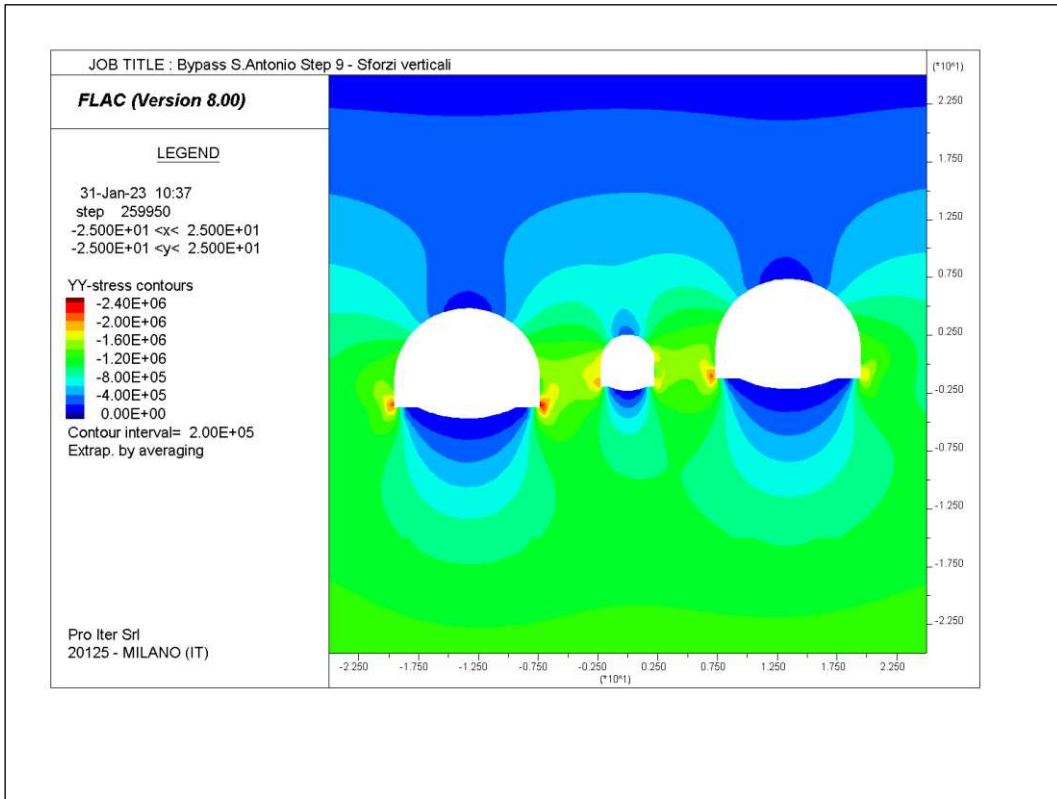 JOB TITLE : Bypass S.Antonio Step 9 - Sforzi verticali
(*10^1)
FLAC (Version 8.00)
LEGEND
31-Jan-23 10:37
step 259950
-2.500E+01 <x< 2.500E+01
-2.500E+01 <y< 2.500E+01
YY-stress contours
-2.40E+06
-2.00E+06
-1.60E+06
-1.20E+06
-8.00E+05
-4.00E+05
0.00E+00
Contour interval= 2.00E+05
Extrap. by averaging
Pro Iter Srl
20125 - MILANO (IT)
2.250
1.750
1.250
0.750
0.250
-0.250
-0.750
-1.250
-1.750
-2.250
-2.250 -1.750 -1.250 -0.750 -0.250 0.250 0.750 1.250 1.750 2.250
(*10^1)